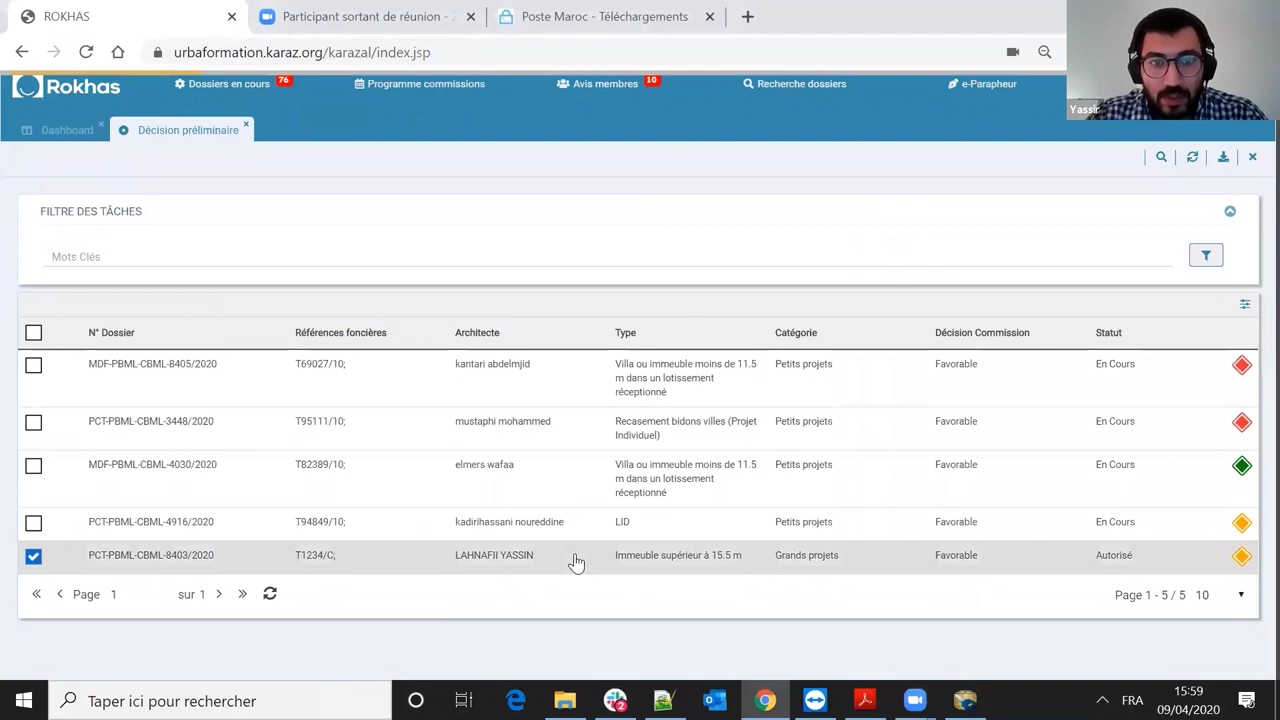 ROKHAS
Participant sortant de réunion - Z
Poste Maroc - Téléchargements
urbaformation.karaz.org/karazal/index.jsp
Yassir
Rokhas
Dossiers en cours 76
Programme commissions
Avis membres 10
Recherche dossiers
e-Parapheur
Dashboard
Décision préliminaire
FILTRE DES TÂCHES
Mots Clés
N° Dossier Références foncières Architecte Type Catégorie Décision Commission Statut
MDF-PBML-CBML-8405/2020 T69027/10; kantari abdelmjid Villa ou immeuble moins de 11.5 Petits projets Favorable En Cours
m dans un lotissement
réceptionné
PCT-PBML-CBML-3448/2020 T95111/10; mustaphi mohammed Recasement bidons villes (Projet Petits projets Favorable En Cours
Individuel)
MDF-PBML-CBML-4030/2020 T82389/10; elmers wafaa Villa ou immeuble moins de 11.5 Petits projets Favorable En Cours
m dans un lotissement
réceptionné
PCT-PBML-CBML-4916/2020 T94849/10; kadirihassani noureddine LID Petits projets Favorable En Cours
PCT-PBML-CBML-8403/2020 T1234/C; LAHNAFII YASSIN Immeuble supérieur à 15.5 m Grands projets Favorable Autorisé
Page 1 sur 1
Page 1 - 5 / 5 10
Taper ici pour rechercher
2
FRA
15:59
09/04/2020